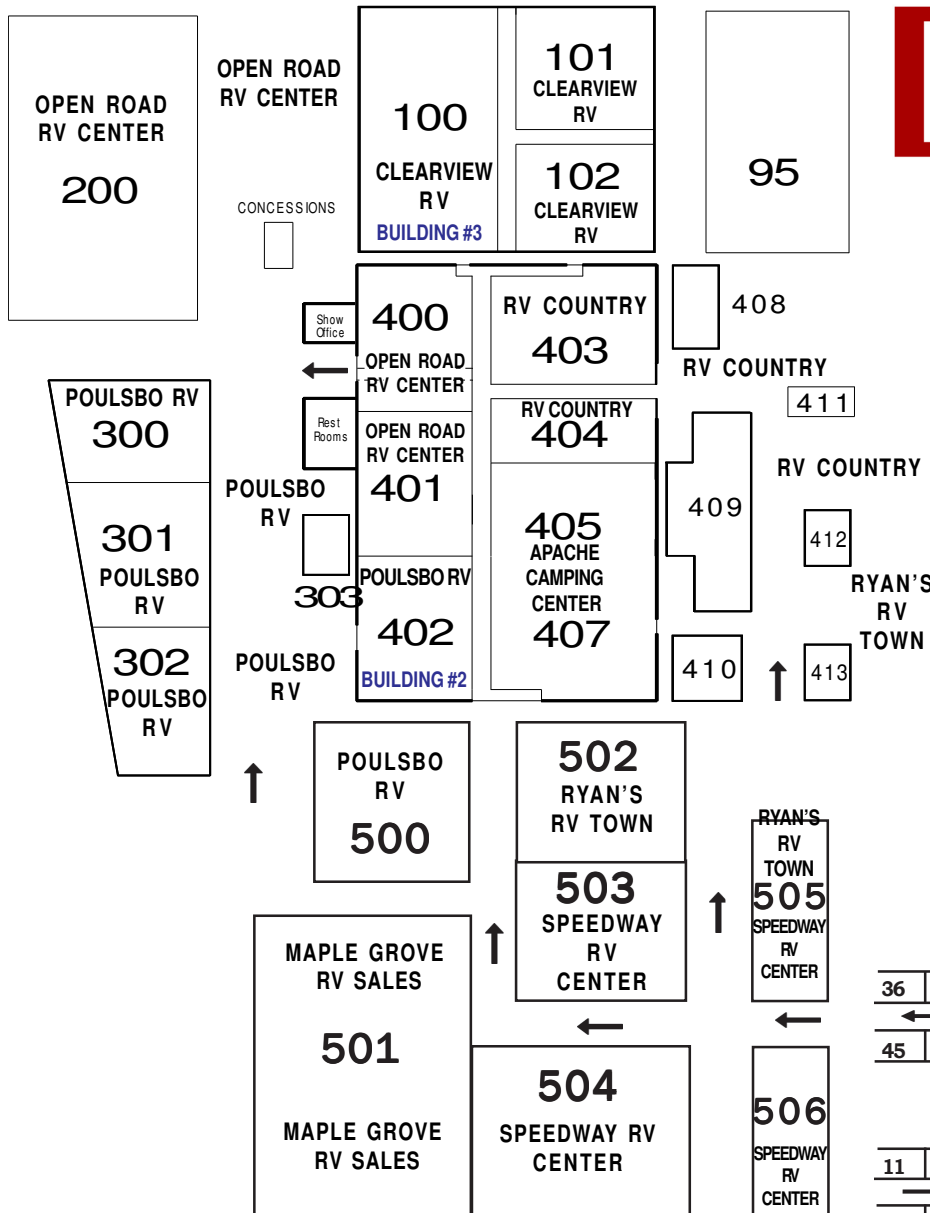 OPEN ROAD
RV CENTER
200
OPEN ROAD
RV CENTER
CONCESSIONS
100
CLEARVIEW
RV
BUILDING #3
101
CLEARVIEW
RV
102
CLEARVIEW
RV
95
Show
Office
400
OPEN ROAD
RV CENTER
RV COUNTRY
403
408
RV COUNTRY
411
POULSBO RV
300
Rest
Rooms
OPEN ROAD
RV CENTER
401
RV COUNTRY
404
RV COUNTRY
409
301
POULSBO
RV
POULSBO
RV
303
405
APACHE
CAMPING
CENTER
407
412
RYAN'S
RV
TOWN
302
POULSBO
RV
POULSBO
RV
POULSBO RV
402
BUILDING #2
410
413
POULSBO
RV
500
502
RYAN'S
RV TOWN
503
SPEEDWAY
RV
CENTER
RYAN'S
RV
TOWN
505
SPEEDWAY
RV
CENTER
MAPLE GROVE
RV SALES
501
MAPLE GROVE
RV SALES
504
SPEEDWAY RV
CENTER
506
SPEEDWAY
RV
CENTER
36
45
11